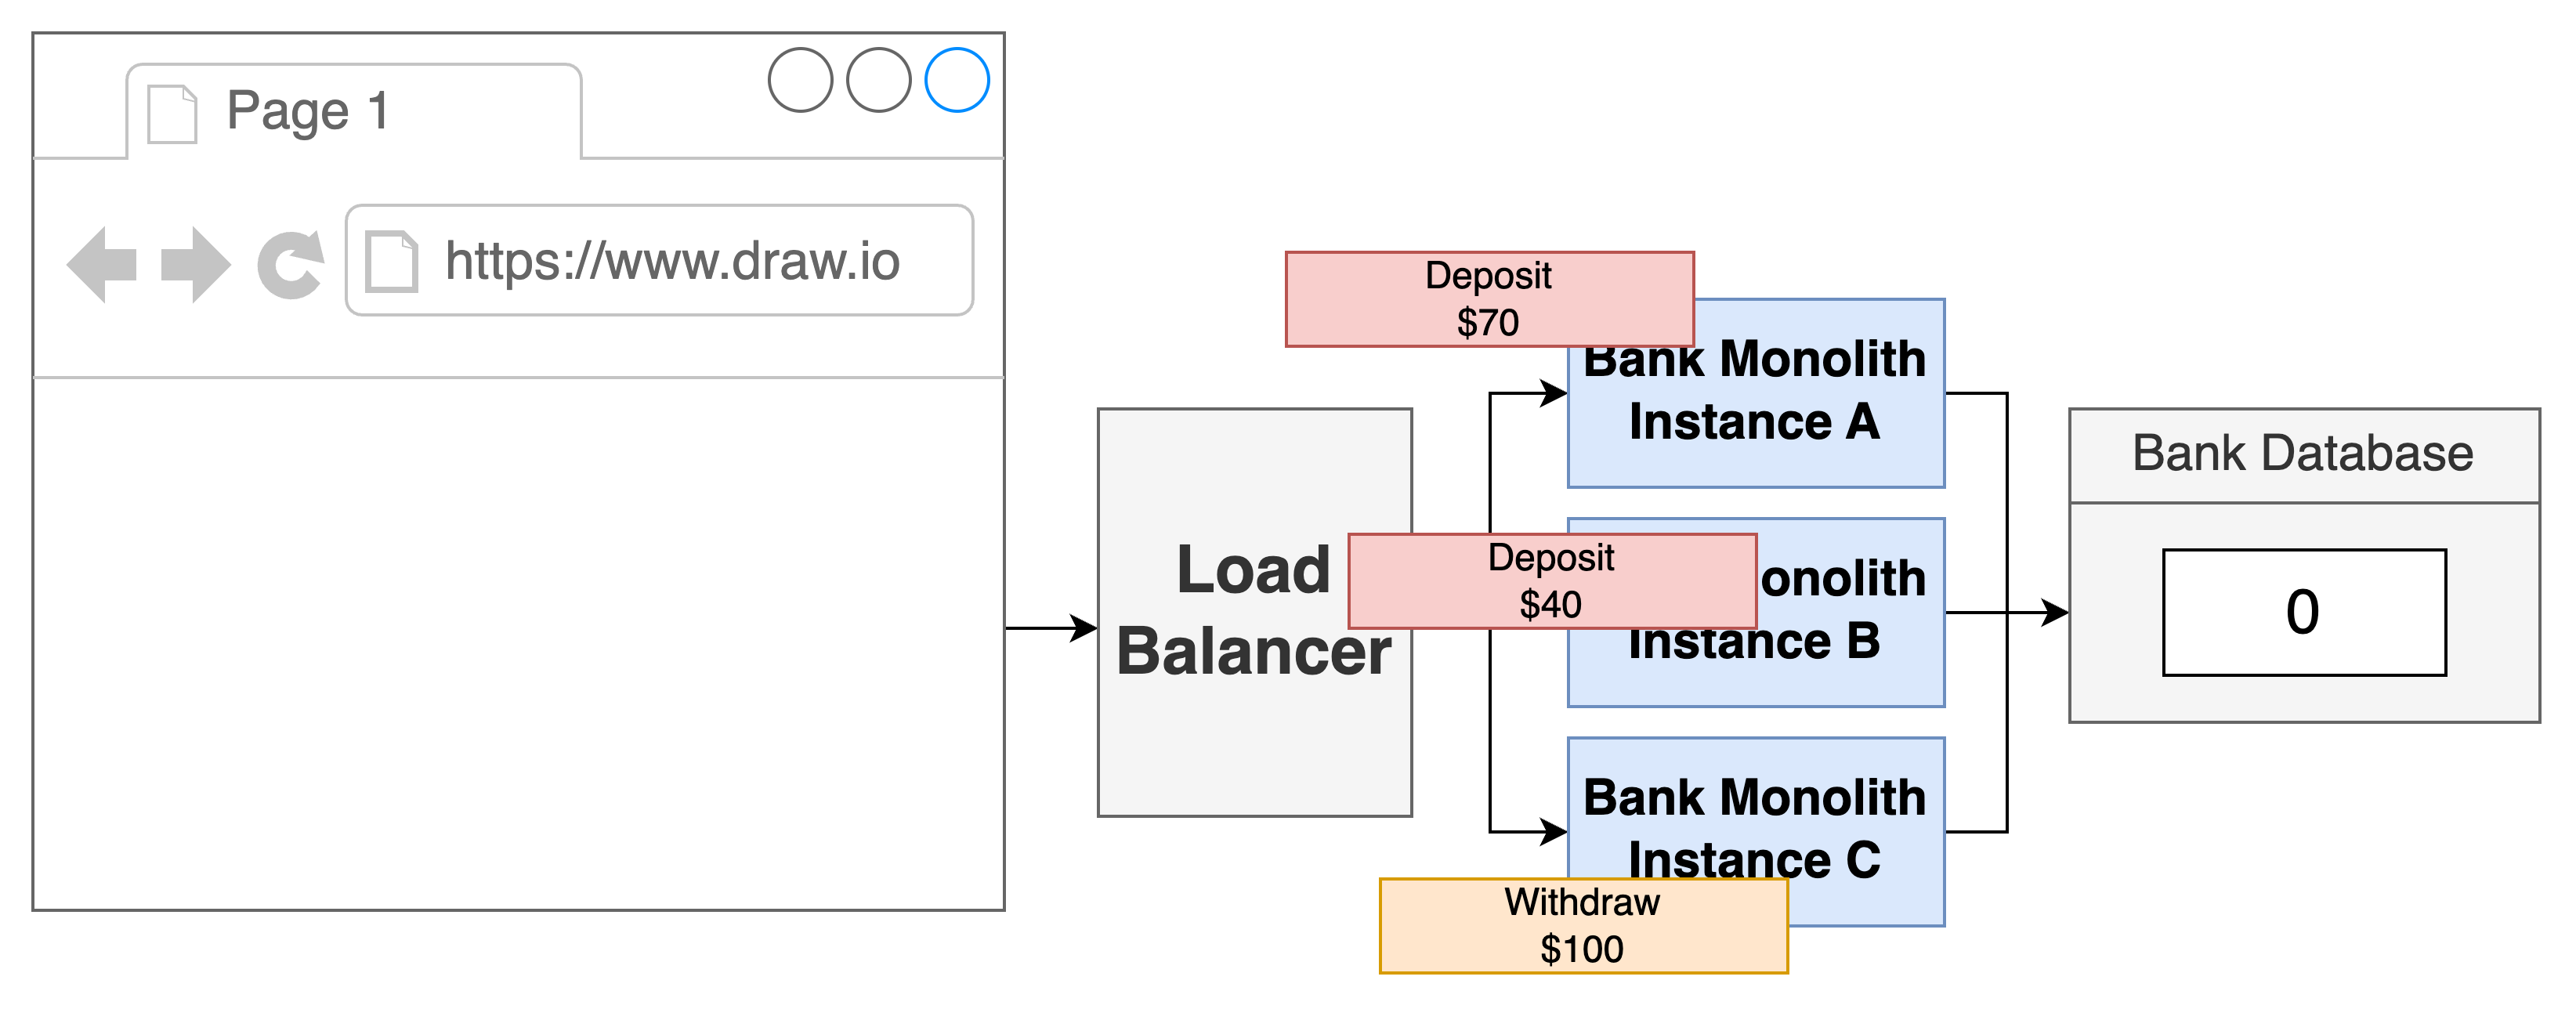 Page 1
https://www.draw.io
Load
Balancer
Deposit
$70
Bank Monolith
Instance A
Deposit
$40
onolith
Instance B
Bank Monolith
Instance C
Withdraw
$100
Bank Database
0